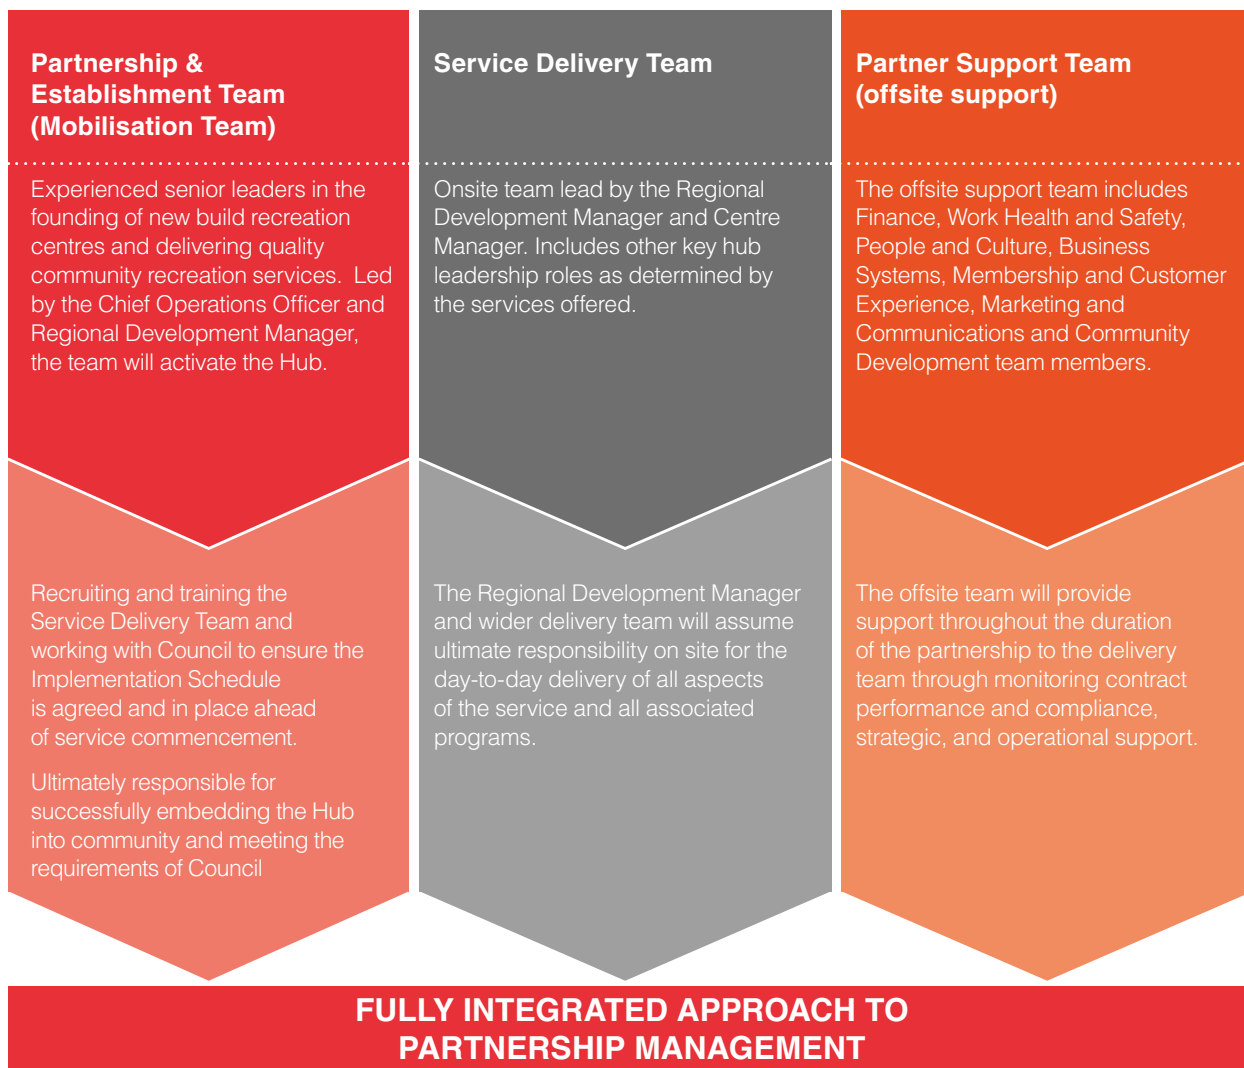 Partnership &
Establishment Team
(Mobilisation Team)
Experienced senior leaders in the
founding of new build recreation
centres and delivering quality
community recreation services.  Led
by the Chief Operations Officer and
Regional Development Manager,
the team will activate the Hub.
Recruiting and training the
Service Delivery Team and
working with Council to ensure the
Implementation Schedule
is agreed and in place ahead
of service commencement.
Ultimately responsible for
successfully embedding the Hub
into community and meeting the
requirements of Council
Service Delivery Team
Onsite team lead by the Regional
Development Manager and Centre
Manager. Includes other key hub
leadership roles as determined by
the services offered.
The Regional Development Manager
and wider delivery team will assume
ultimate responsibility on site for the
day-to-day delivery of all aspects
of the service and all associated
programs.
Partner Support Team
(offsite support)
The offsite support team includes
Finance, Work Health and Safety,
People and Culture, Business
Systems, Membership and Customer
Experience, Marketing and
Communications and Community
Development team members.
The offsite team will provide
support throughout the duration
of the partnership to the delivery
team through monitoring contract
performance and compliance,
strategic, and operational support.
FULLY INTEGRATED APPROACH TO
PARTNERSHIP MANAGEMENT